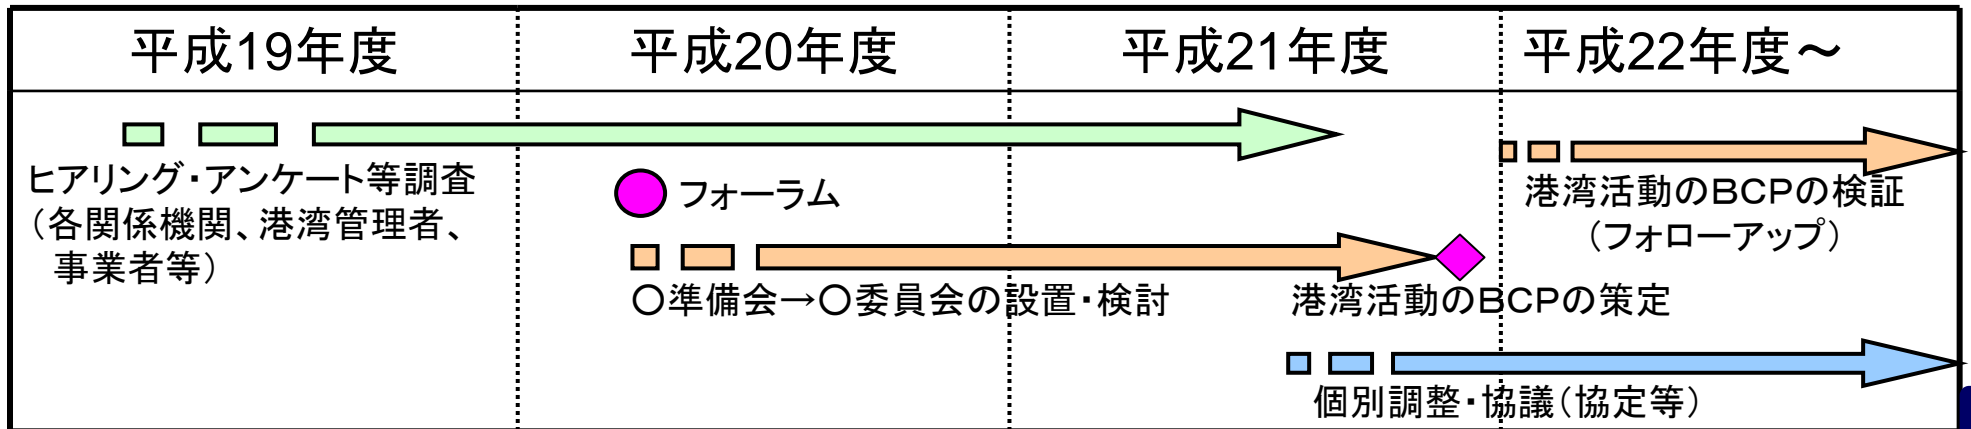 平成19年度
平成20年度
平成21年度
平成22年度～
ヒアリング・アンケート等調査
（各関係機関、港湾管理者、
事業者等）
フォーラム
○準備会→○委員会の設置・検討
港湾活動のBCPの策定
港湾活動のBCPの検証
（フォローアップ）
個別調整・協議（協定等）